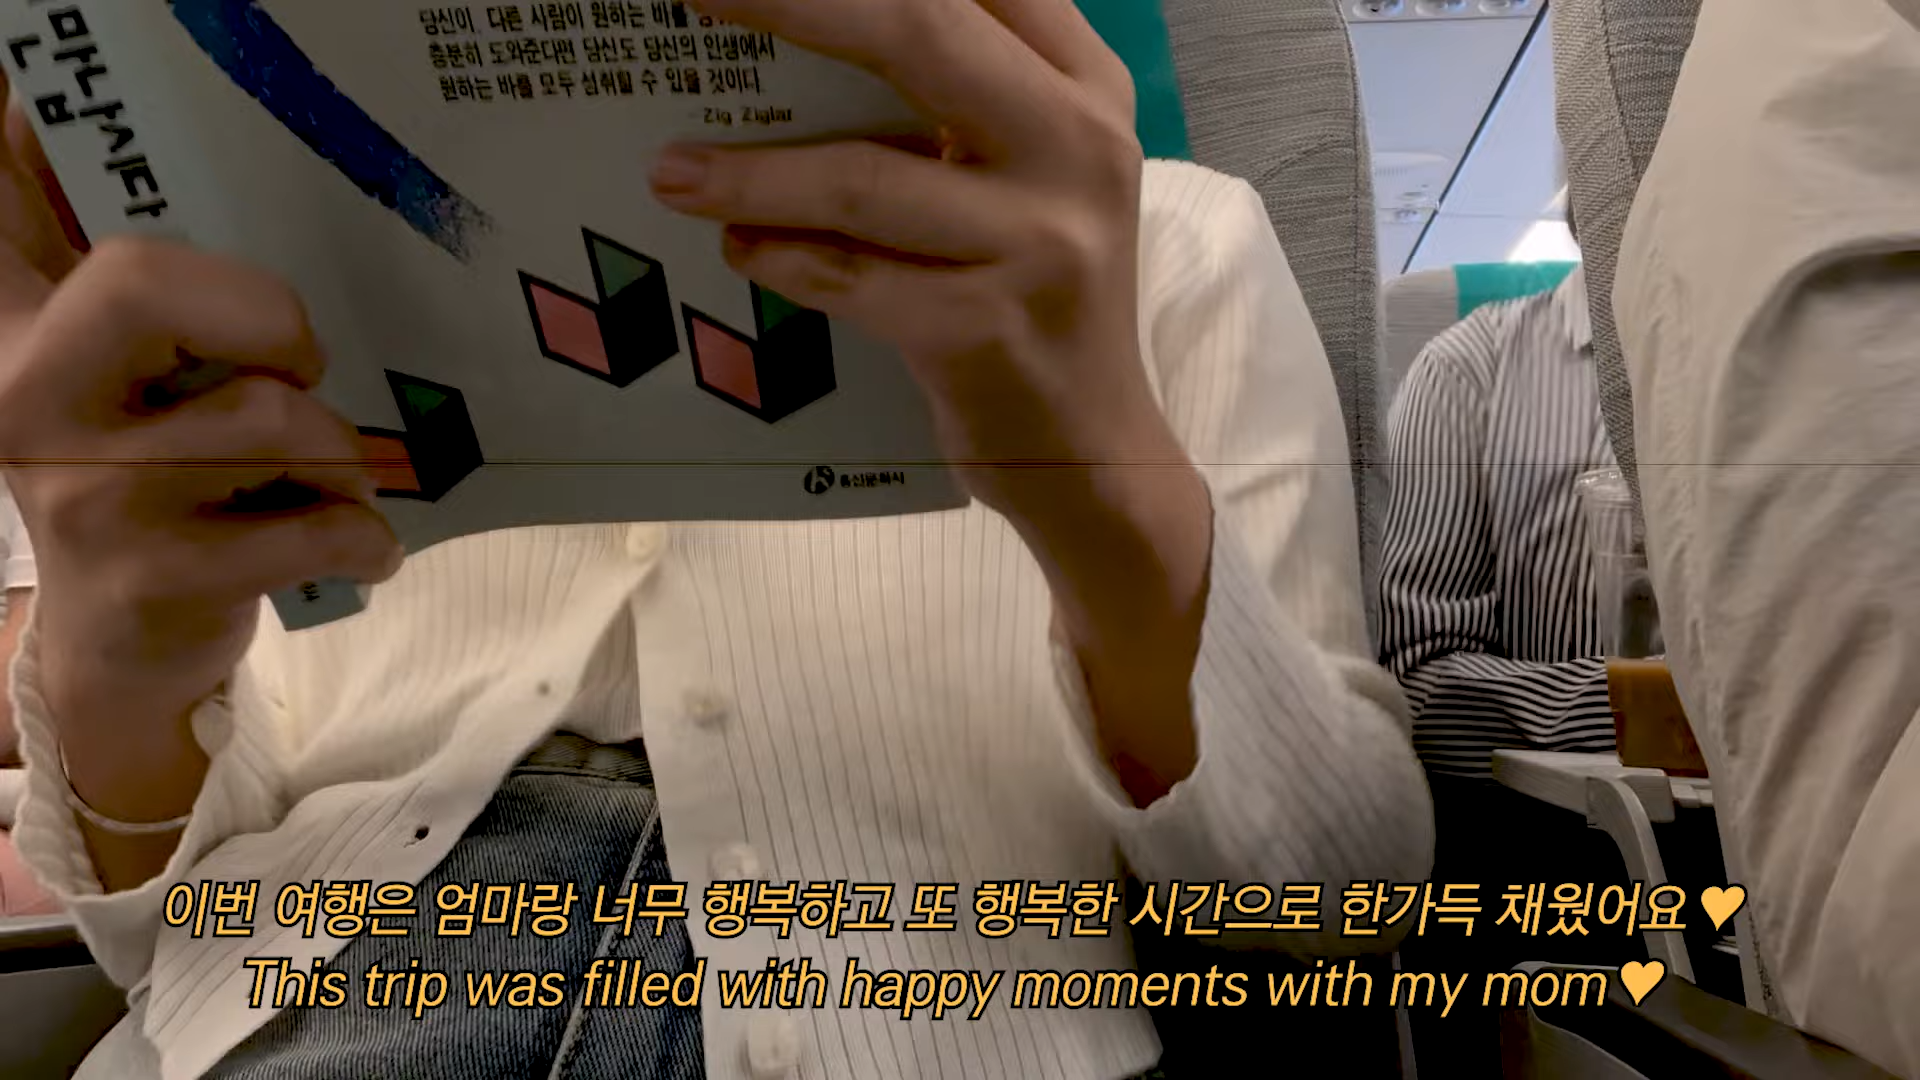 만나시다
당신이 다른 사람이 원하는 바를
충분히 도와준다면 당신도 당신의 인생에서
원하는 바를 모두 성취할 수 있을 것이다.
Zig Ziglar
이번 여행은 엄마랑 너무 행복하고 또 행복한 시간으로 한가득 채웠어요♥
This trip was filled with happy moments with my mom♥